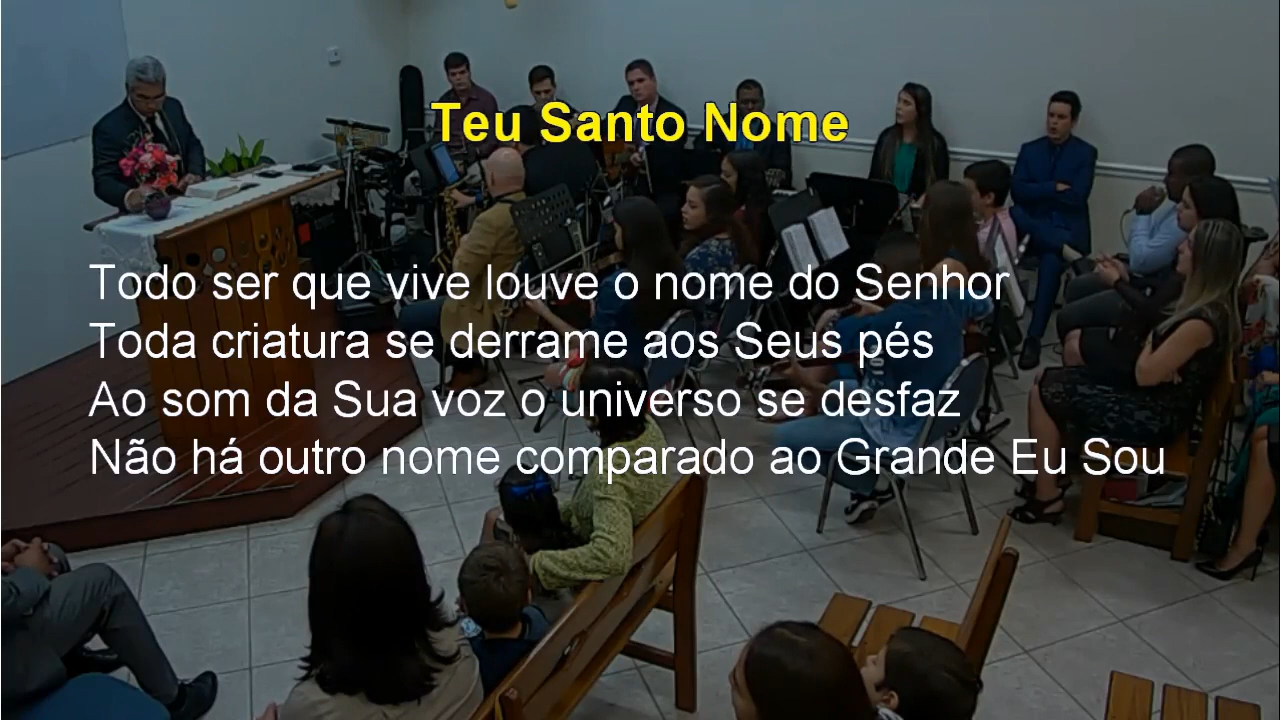 Teu Santo Nome
Todo ser que vive louve o nome do Senhor
Toda criatura se derrame aos Seus pés
Ao som da Sua voz o universo se desfaz
Não há outro nome comparado ao Grande Eu Sou